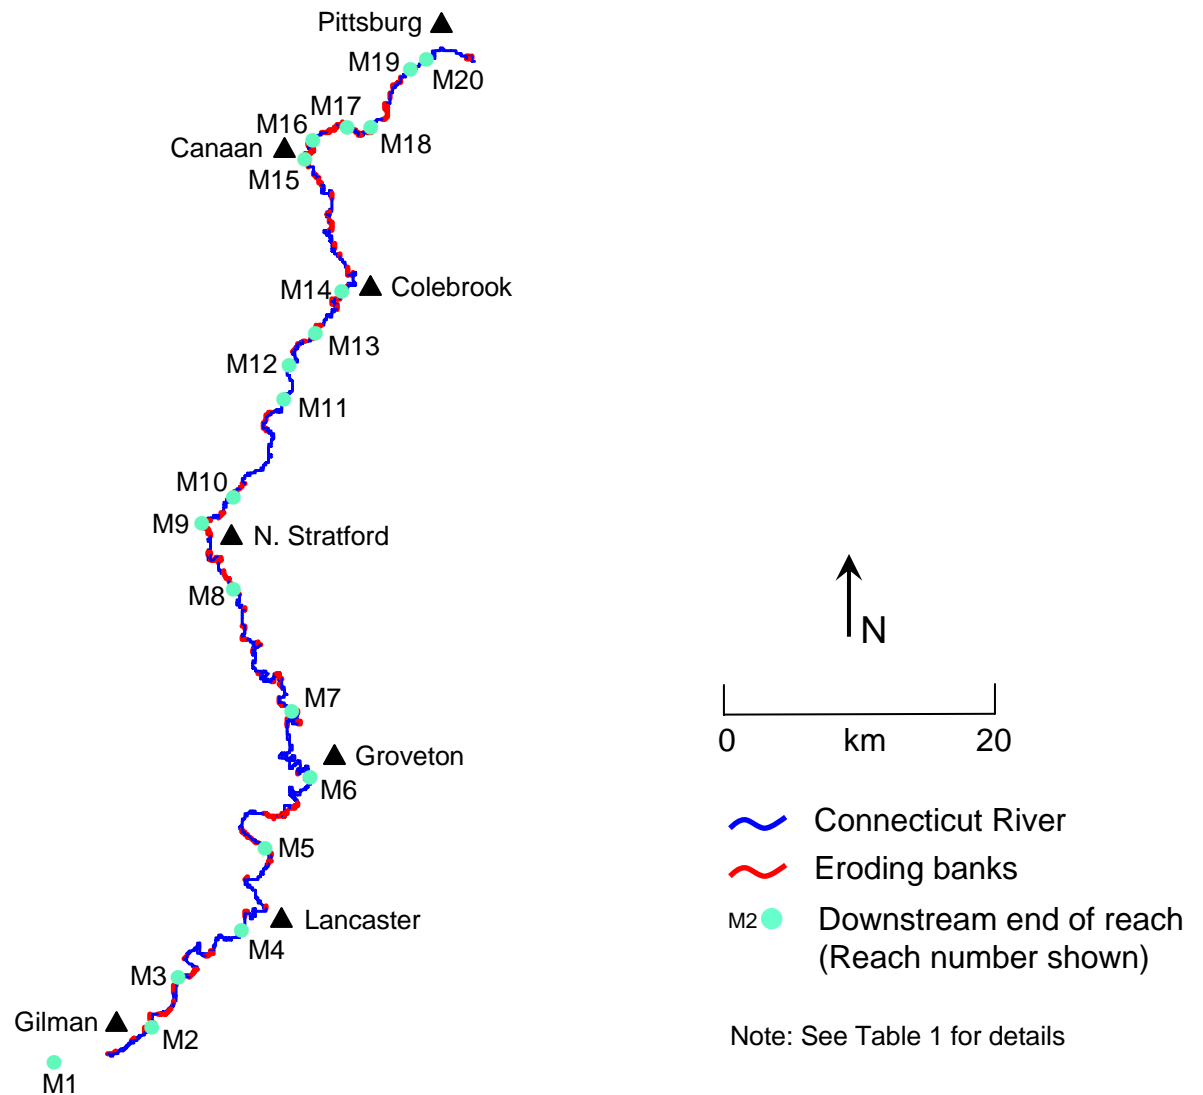 Pittsburg
M19
M20
M17
M16
M18
Canaan
M15
M14
Colebrook
M13
M12
M11
M10
M9
N. Stratford
M8
M7
Groveton
M6
M5
Lancaster
M4
M3
Gilman
M2
M1
N
0 km 20
Connecticut River
Eroding banks
M2 Downstream end of reach
(Reach number shown)
Note: See Table 1 for details